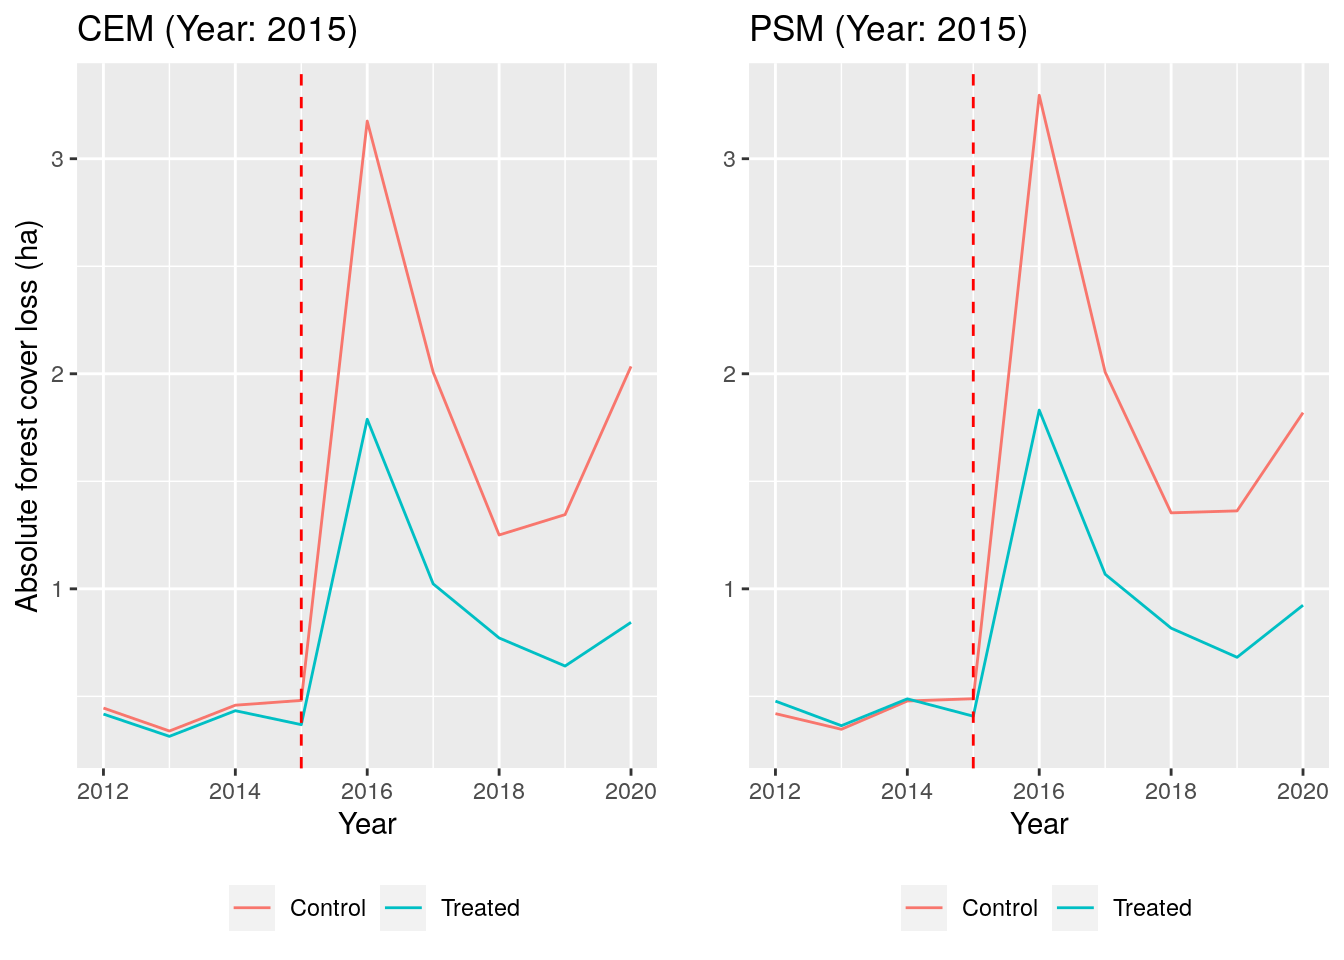 CEM (Year: 2015)
Absolute forest cover loss (ha)
3
2
1
2012 2014 2016 2018 2020
Year
Control Treated
PSM (Year: 2015)
3
2
1
2012 2014 2016 2018 2020
Year
Control Treated